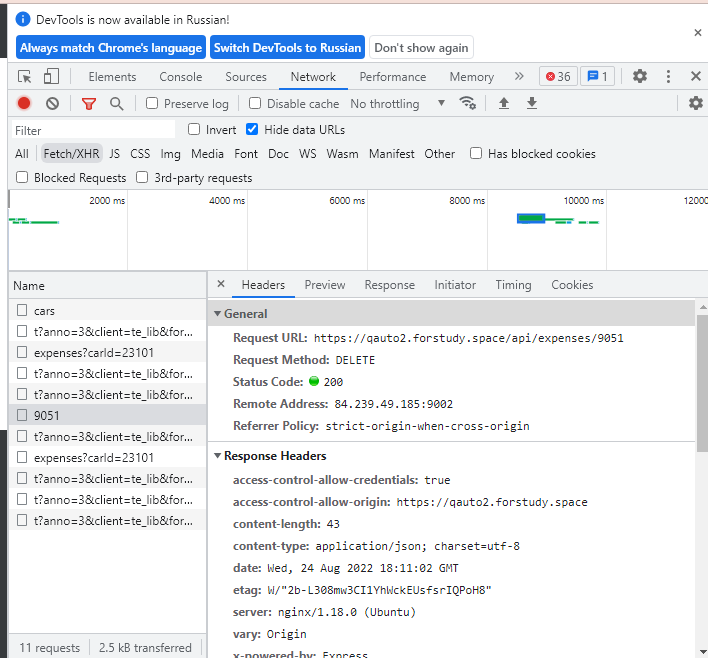 DevTools is now available in Russian!
Always match Chrome's language Switch DevTools to Russian Don't show again
Elements Console Sources Network Performance Memory 36 1
Preserve log Disable cache No throttling
Filter Invert Hide data URLs
All Fetch/XHR JS CSS Img Media Font Doc WS Wasm Manifest Other Has blocked cookies
Blocked Requests 3rd-party requests
2000 ms 4000 ms 6000 ms 8000 ms 10000 ms 12000
Name
cars
t?anno=3&client=te_lib&for...
expenses?carId=23101
t?anno=3&client=te_lib&for...
t?anno=3&client=te_lib&for...
9051
t?anno=3&client=te_lib&for...
expenses?carId=23101
t?anno=3&client=te_lib&for...
t?anno=3&client=te_lib&for...
t?anno=3&client=te_lib&for...
11 requests 2.5 kB transferred
Headers Preview Response Initiator Timing Cookies
General
Request URL: https://qauto2.forstudy.space/api/expenses/9051
Request Method: DELETE
Status Code: 200
Remote Address: 84.239.49.185:9002
Referrer Policy: strict-origin-when-cross-origin
Response Headers
access-control-allow-credentials: true
access-control-allow-origin: https://qauto2.forstudy.space
content-length: 43
content-type: application/json; charset=utf-8
date: Wed, 24 Aug 2022 18:11:02 GMT
etag: W/"2b-L308mw3CI1YhWckEUsfsrIQPoH8"
server: nginx/1.18.0 (Ubuntu)
vary: Origin
x-powered-by: Express